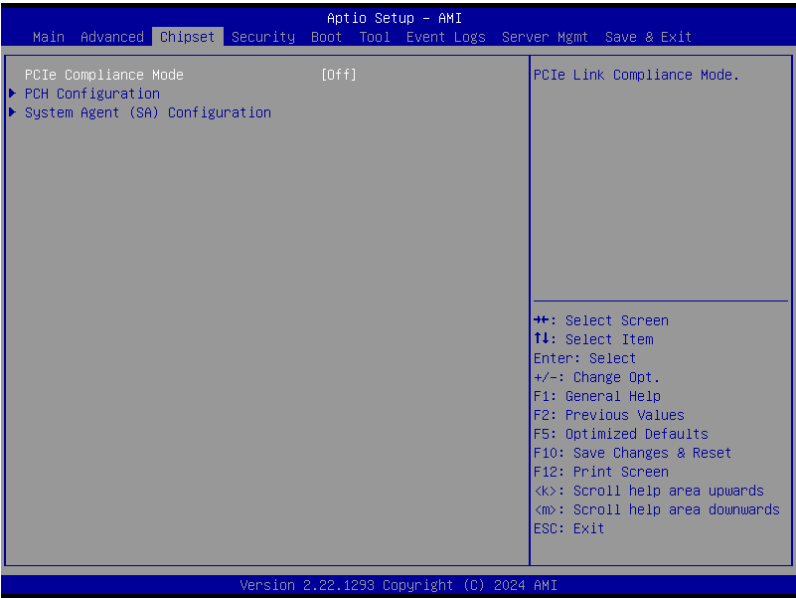 Aptio Setup – AMI
Main Advanced Chipset Security Boot Tool Event Logs Server Mgmt Save & Exit
PCIe Compliance Mode [Off]
▶ PCH Configuration
▶ System Agent (SA) Configuration
PCIe Link Compliance Mode.
→←: Select Screen
↑↓: Select Item
Enter: Select
+/-: Change Opt.
F1: General Help
F2: Previous Values
F5: Optimized Defaults
F10: Save Changes & Reset
F12: Print Screen
<k>: Scroll help area upwards
<m>: Scroll help area downwards
ESC: Exit
Version 2.22.1293 Copyright (C) 2024 AMI